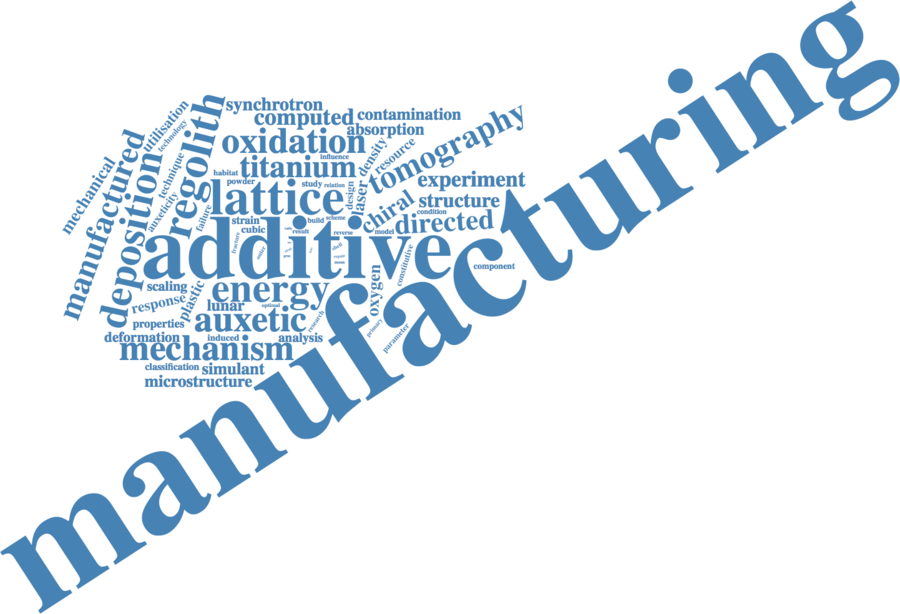 manufacturing
additive
lattice
regolith
deposition
manufactured
tomography
oxidation
titanium
energy
auxetic
mechanism
directed
chiral
computed
synchrotron
contamination
absorption
experiment
structure
mechanical
utilisation
technology
technique
auxeticity
failure
influence
habitat
powder
study
relation
design
laser
density
resource
condition
model
strain
cubic
build
scheme
result
reverse
fracture
component
constitutive
oxygen
scaling
response
plastic
lunar
optimal
properties
deformation
induced
analysis
research
primary
parameter
classification
simulant
microstructure